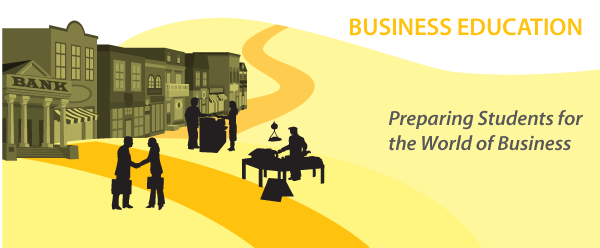 BUSINESS EDUCATION
BANK
Preparing Students for
the World of Business